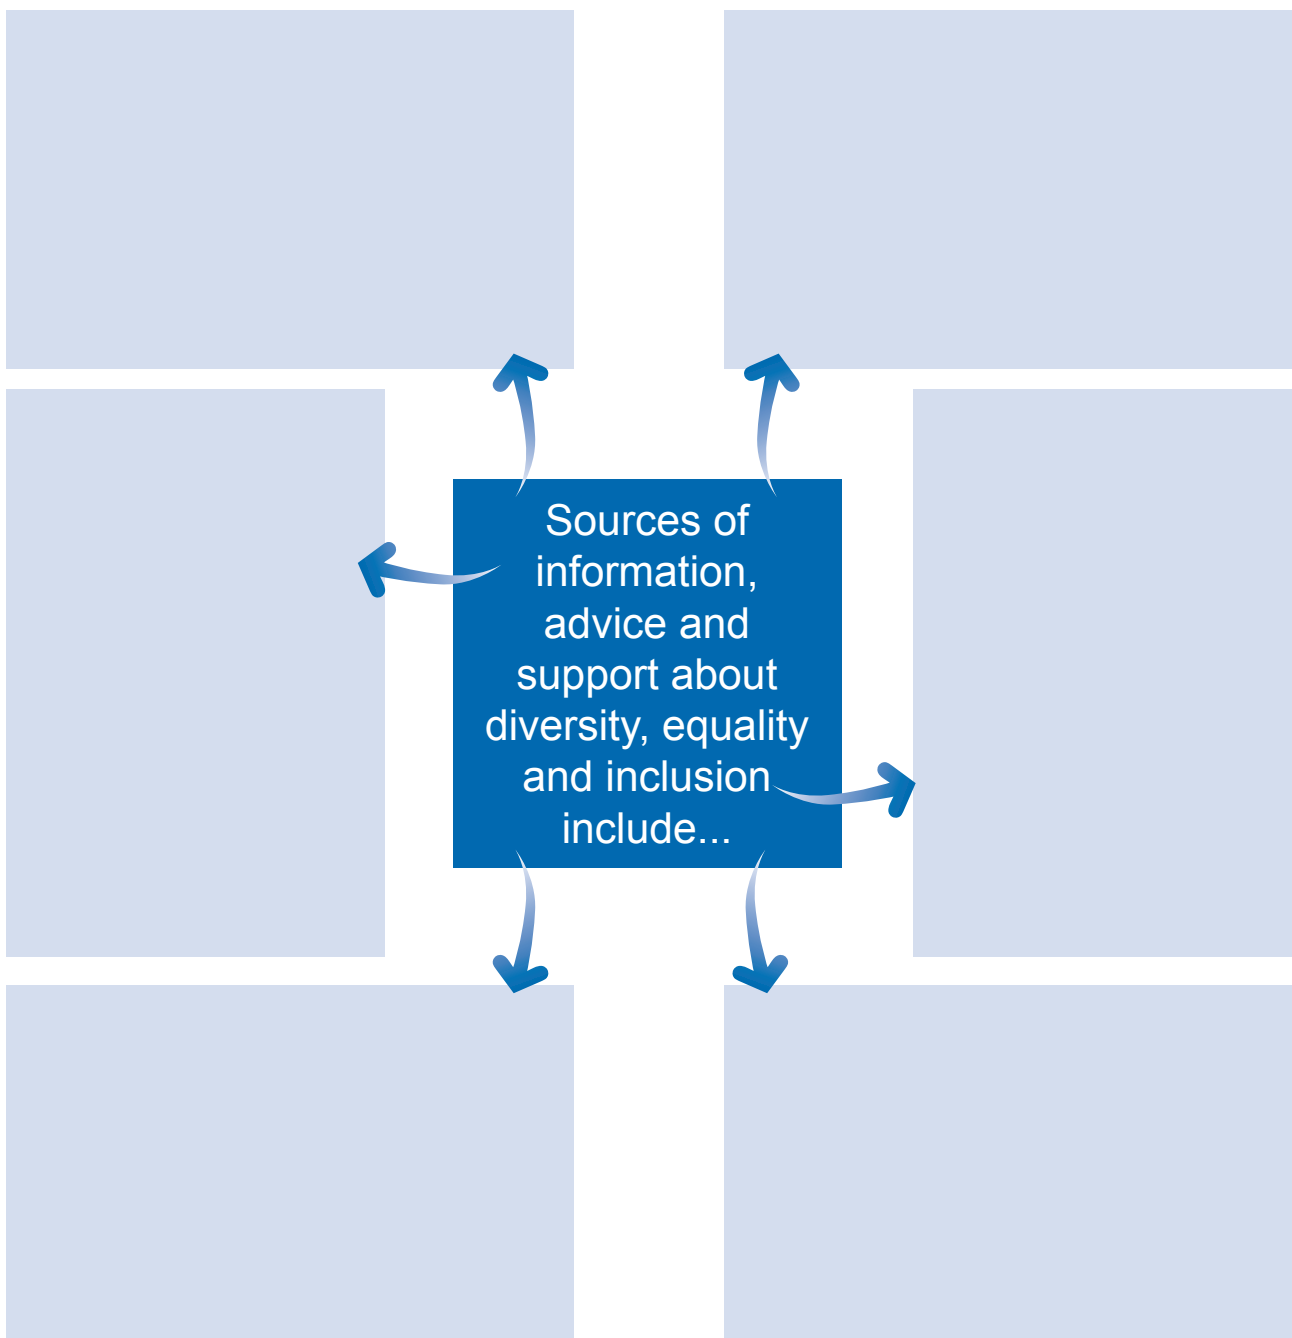 Sources of
information,
advice and
support about
diversity, equality
and inclusion
include...